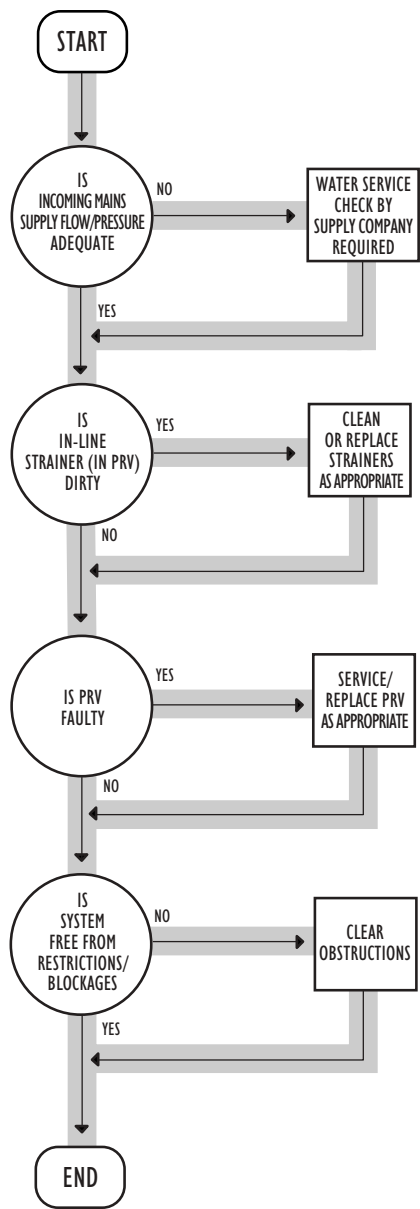 START
IS
INCOMING MAINS
SUPPLY FLOW/PRESSURE
ADEQUATE
NO
WATER SERVICE
CHECK BY
SUPPLY COMPANY
REQUIRED
YES
IS
IN-LINE
STRAINER (IN PRV)
DIRTY
YES
CLEAN
OR REPLACE
STRAINERS
AS APPROPRIATE
NO
IS PRV
FAULTY
YES
SERVICE/
REPLACE PRV
AS APPROPRIATE
NO
IS
SYSTEM
FREE FROM
RESTRICTIONS/
BLOCKAGES
NO
CLEAR
OBSTRUCTIONS
YES
END